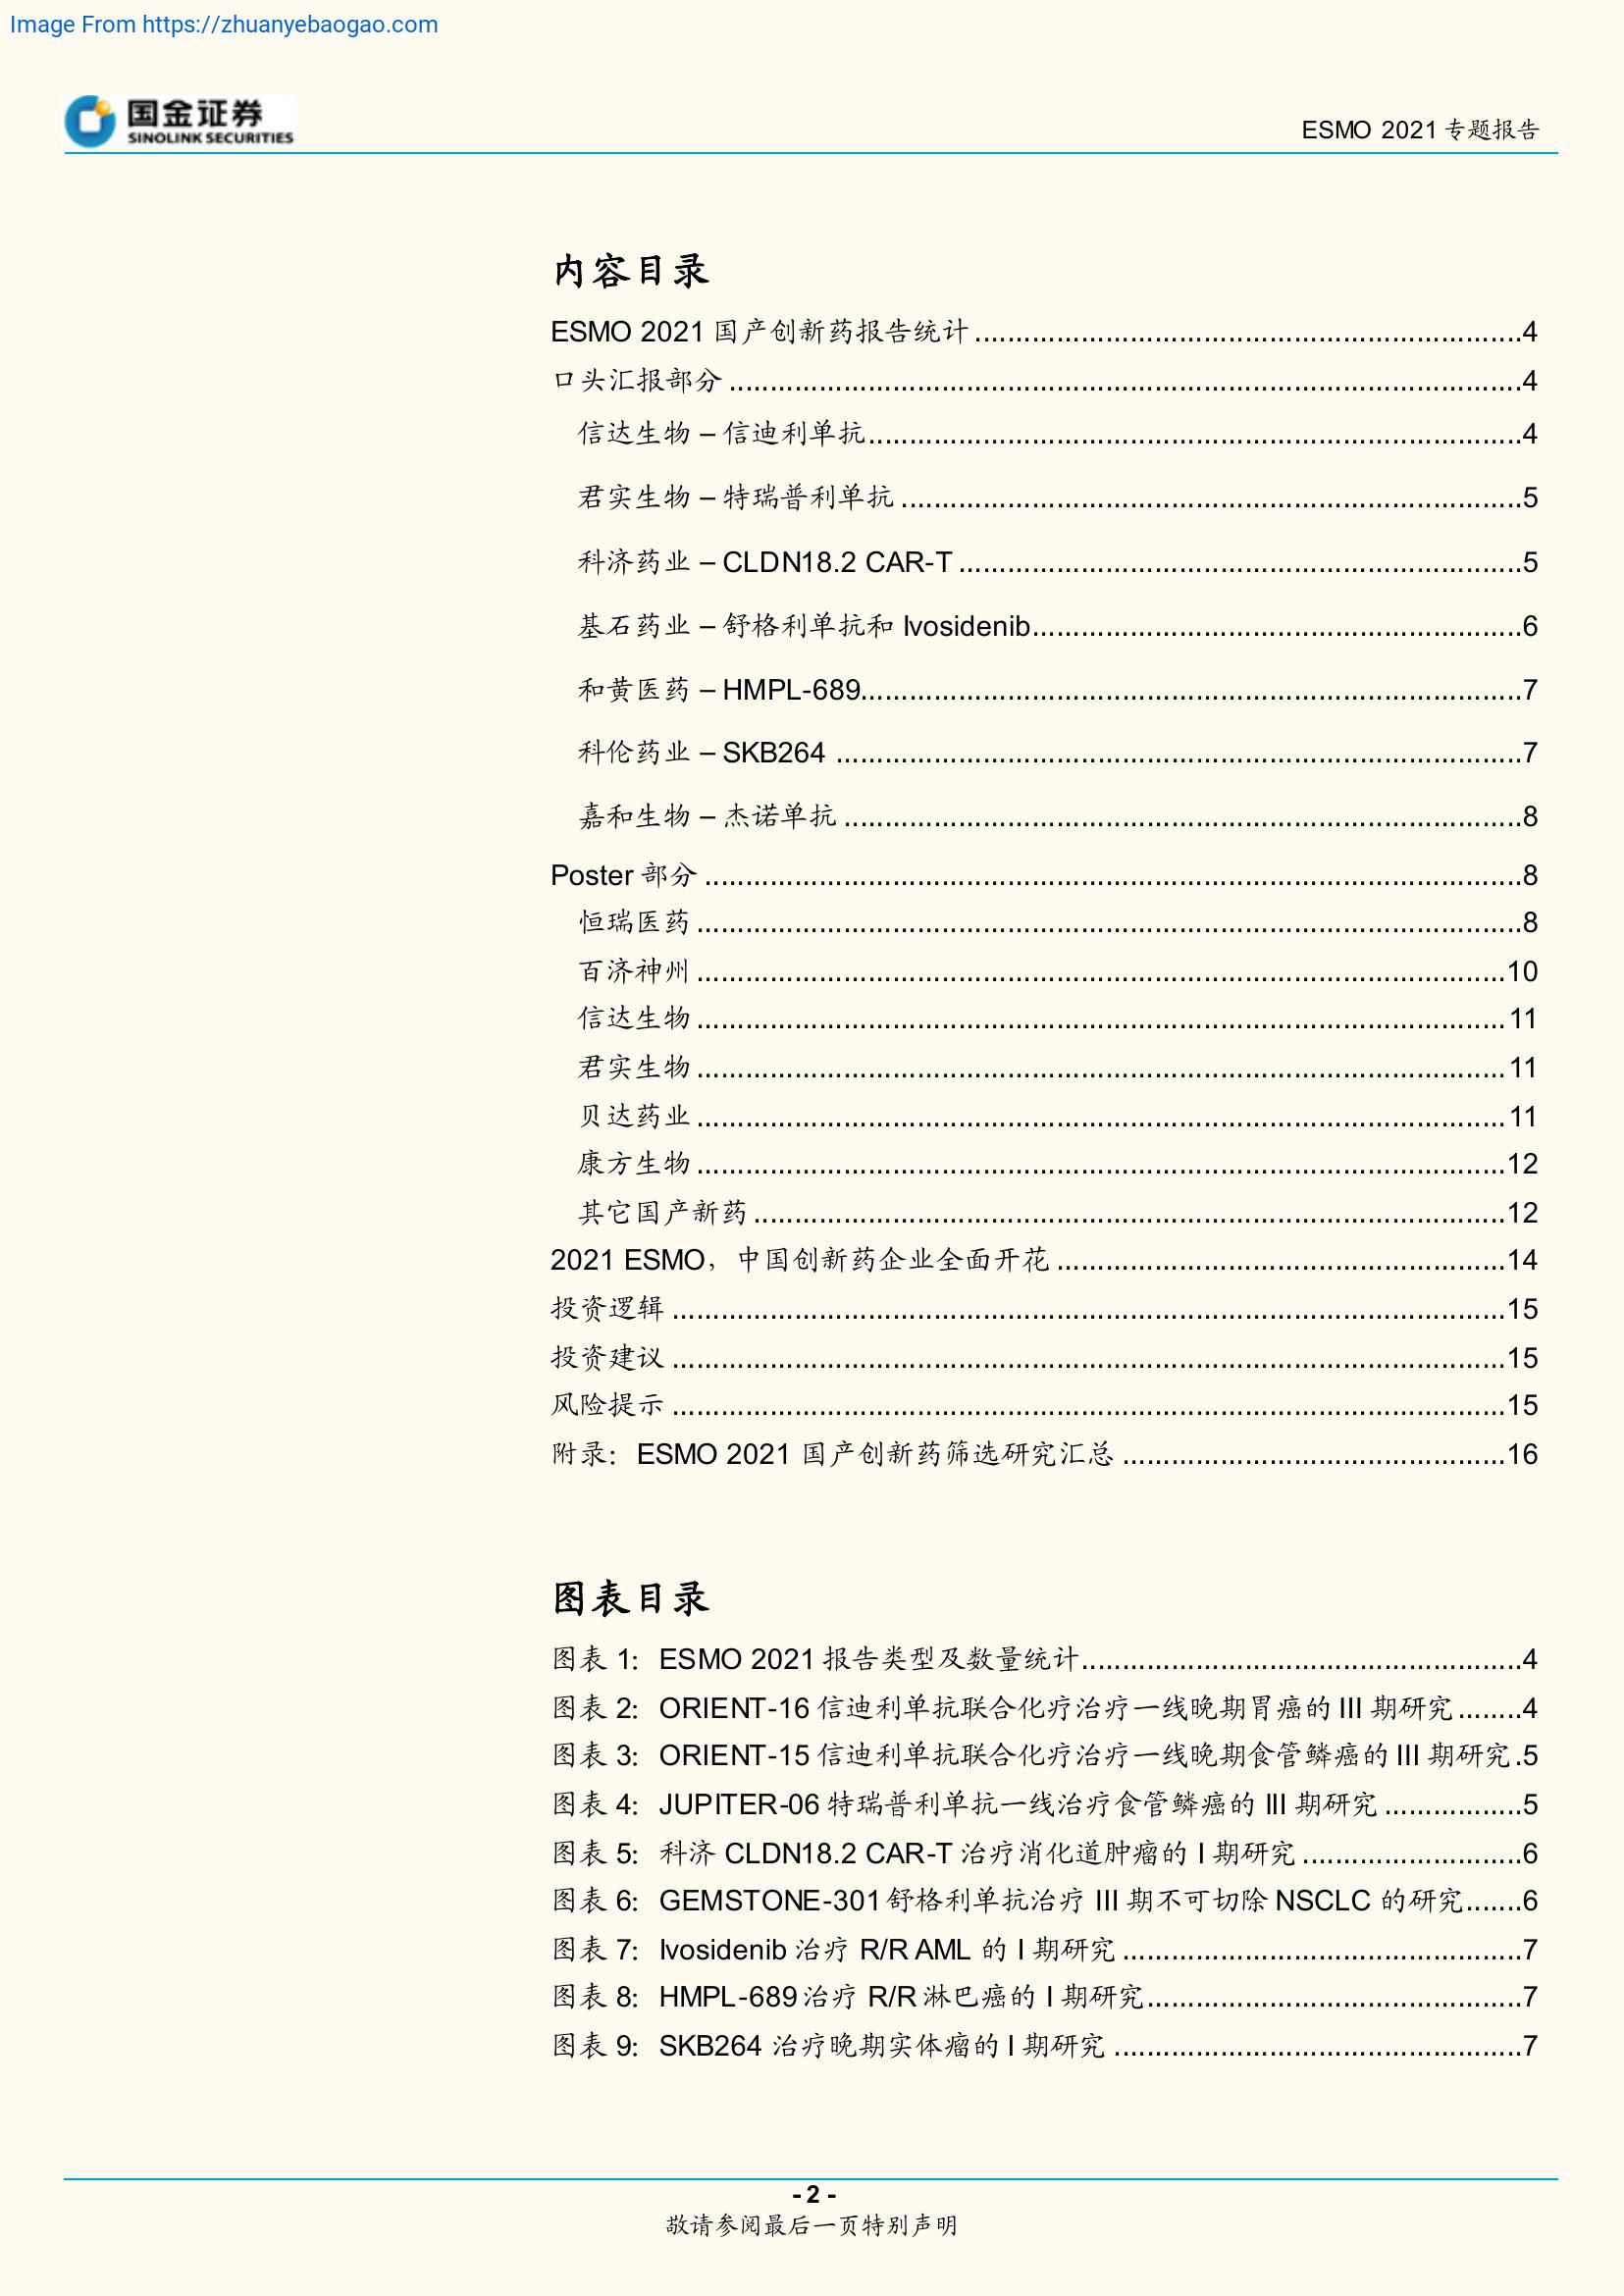 Image From https://zhuanyebaogao.com
国金证券
SINOLINK SECURITIES
ESMO 2021 专题报告
内容目录
ESMO 2021 国产创新药报告统计 ....................................................................4
口头汇报部分 ....................................................................4
信达生物 – 信迪利单抗....................................................................4
君实生物 – 特瑞普利单抗 ....................................................................5
科济药业 – CLDN18.2 CAR-T ....................................................................5
基石药业 – 舒格利单抗和 Ivosidenib....................................................................6
和黄医药 – HMPL-689....................................................................7
科伦药业 – SKB264 ....................................................................7
嘉和生物 – 杰诺单抗 ....................................................................8
Poster 部分 ....................................................................8
恒瑞医药 ....................................................................8
百济神州 ....................................................................10
信达生物 ....................................................................11
君实生物 ....................................................................11
贝达药业 ....................................................................11
康方生物 ....................................................................12
其它国产新药 ....................................................................12
2021 ESMO，中国创新药企业全面开花 ....................................................................14
投资逻辑 ....................................................................15
投资建议 ....................................................................15
风险提示 ....................................................................15
附录：ESMO 2021 国产创新药筛选研究汇总 ...............................................16
图表目录
图表 1：ESMO 2021 报告类型及数量统计......................................................4
图表 2：ORIENT-16 信迪利单抗联合化疗治疗一线晚期胃癌的 III 期研究 ........4
图表 3：ORIENT-15 信迪利单抗联合化疗治疗一线晚期食管鳞癌的 III 期研究 .5
图表 4：JUPITER-06 特瑞普利单抗一线治疗食管鳞癌的 III 期研究 .................5
图表 5：科济 CLDN18.2 CAR-T 治疗消化道肿瘤的 I 期研究 ...........................6
图表 6：GEMSTONE-301 舒格利单抗治疗 III 期不可切除 NSCLC 的研究.......6
图表 7：Ivosidenib 治疗 R/R AML 的 I 期研究 .................................................7
图表 8：HMPL-689 治疗 R/R 淋巴癌的 I 期研究..............................................7
图表 9：SKB264 治疗晚期实体瘤的 I 期研究 ..................................................7
- 2 -
敬请参阅最后一页特别声明